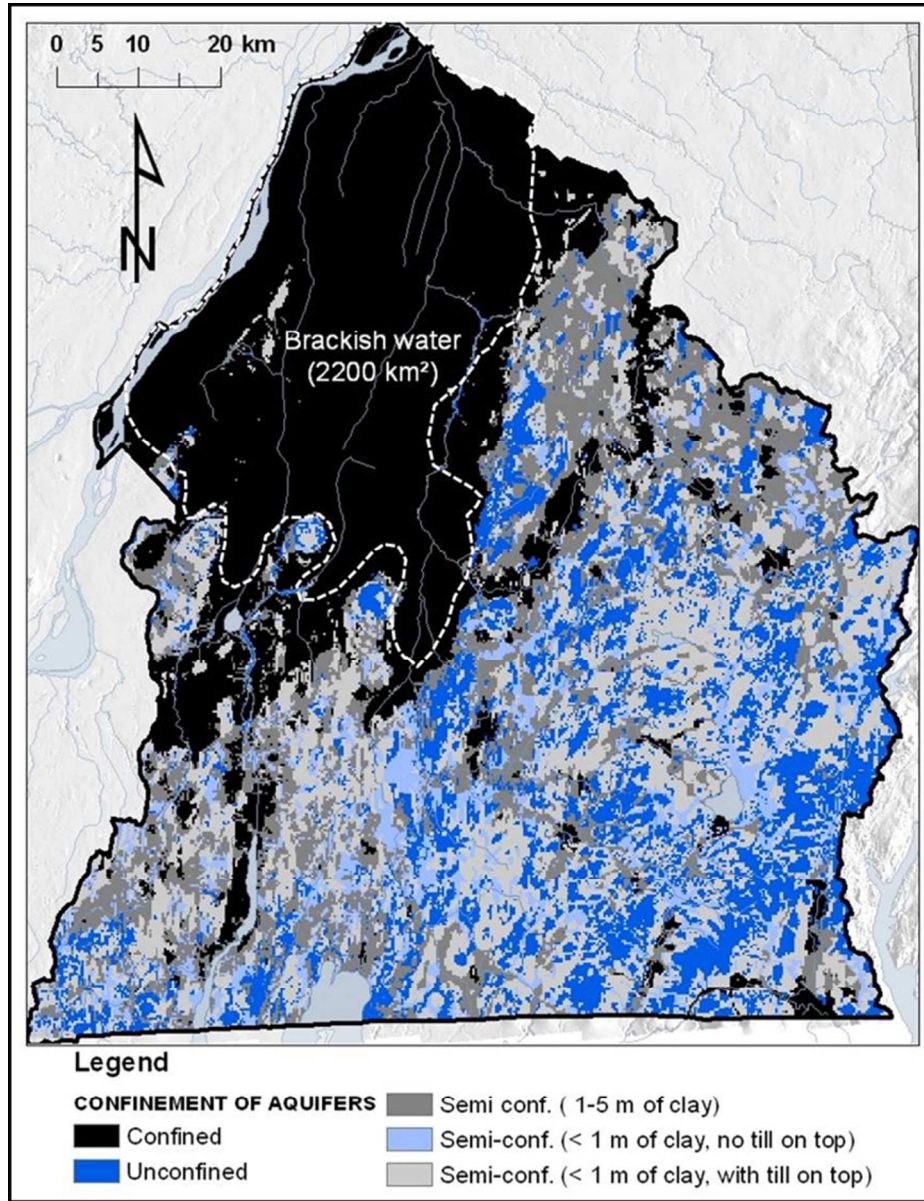 0 5 10 20 km
N
Brackish water
(2200 km²)
Legend
CONFINEMENT OF AQUIFERS
Confined
Unconfined
Semi conf. ( 1-5 m of clay)
Semi-conf. (< 1 m of clay, no till on top)
Semi-conf. (< 1 m of clay, with till on top)